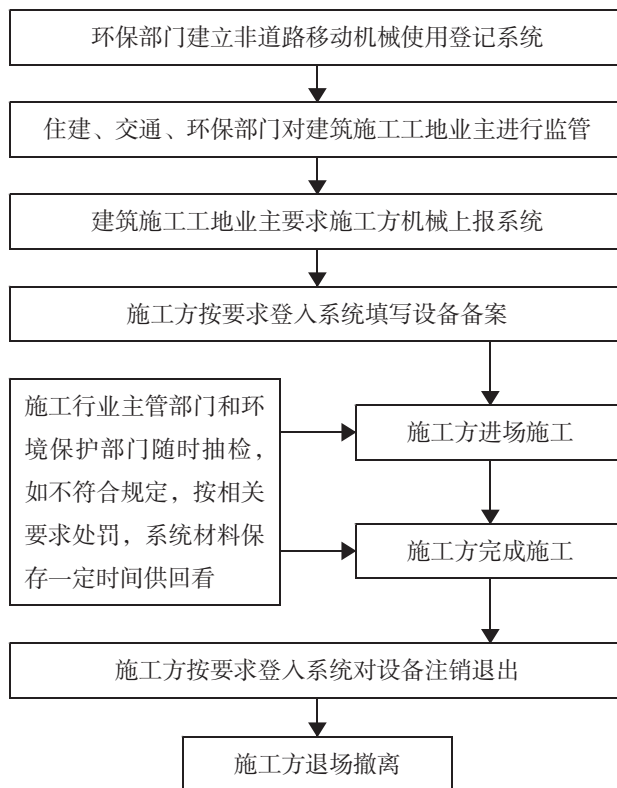 环保部门建立非道路移动机械使用登记系统
住建、交通、环保部门对建筑施工工地业主进行监管
建筑施工工地业主要求施工方机械上报系统
施工方按要求登入系统填写设备备案
施工行业主管部门和环
境保护部门随时抽检，
如不符合规定，按相关
要求处罚，系统材料保
存一定时间供回看
施工方进场施工
施工方完成施工
施工方按要求登入系统对设备注销退出
施工方退场撤离